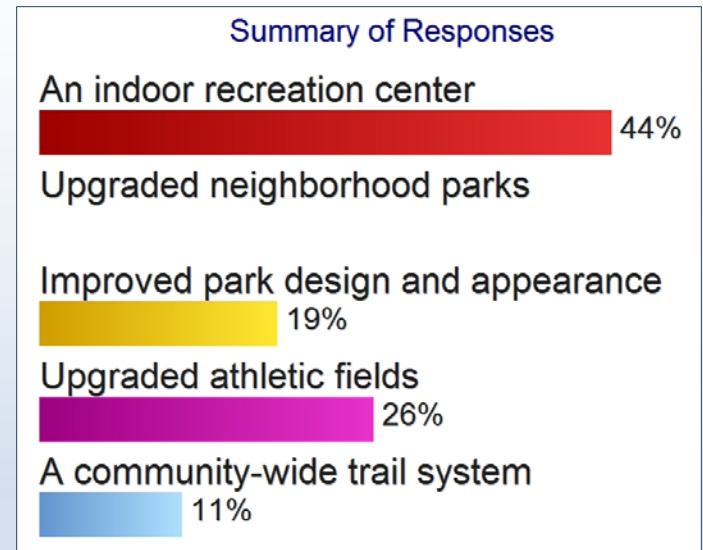 Summary of Responses
An indoor recreation center
44%
Upgraded neighborhood parks
Improved park design and appearance
19%
Upgraded athletic fields
26%
A community-wide trail system
11%